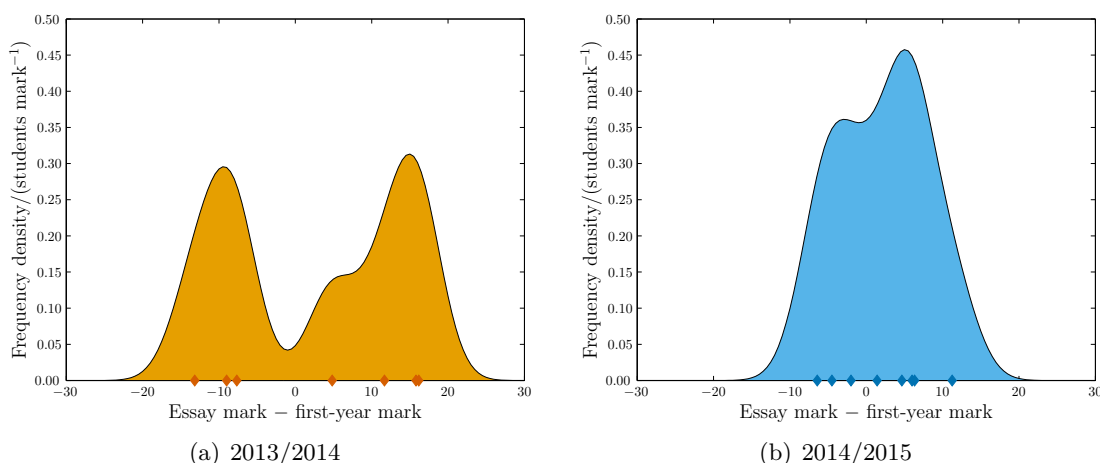 Frequency density/(students mark⁻¹)
0.50
0.45
0.40
0.35
0.30
0.25
0.20
0.15
0.10
0.05
0.00
−30 −20 −10 0 10 20 30
Essay mark − first-year mark
(a) 2013/2014
Frequency density/(students mark⁻¹)
0.50
0.45
0.40
0.35
0.30
0.25
0.20
0.15
0.10
0.05
0.00
−30 −20 −10 0 10 20 30
Essay mark − first-year mark
(b) 2014/2015